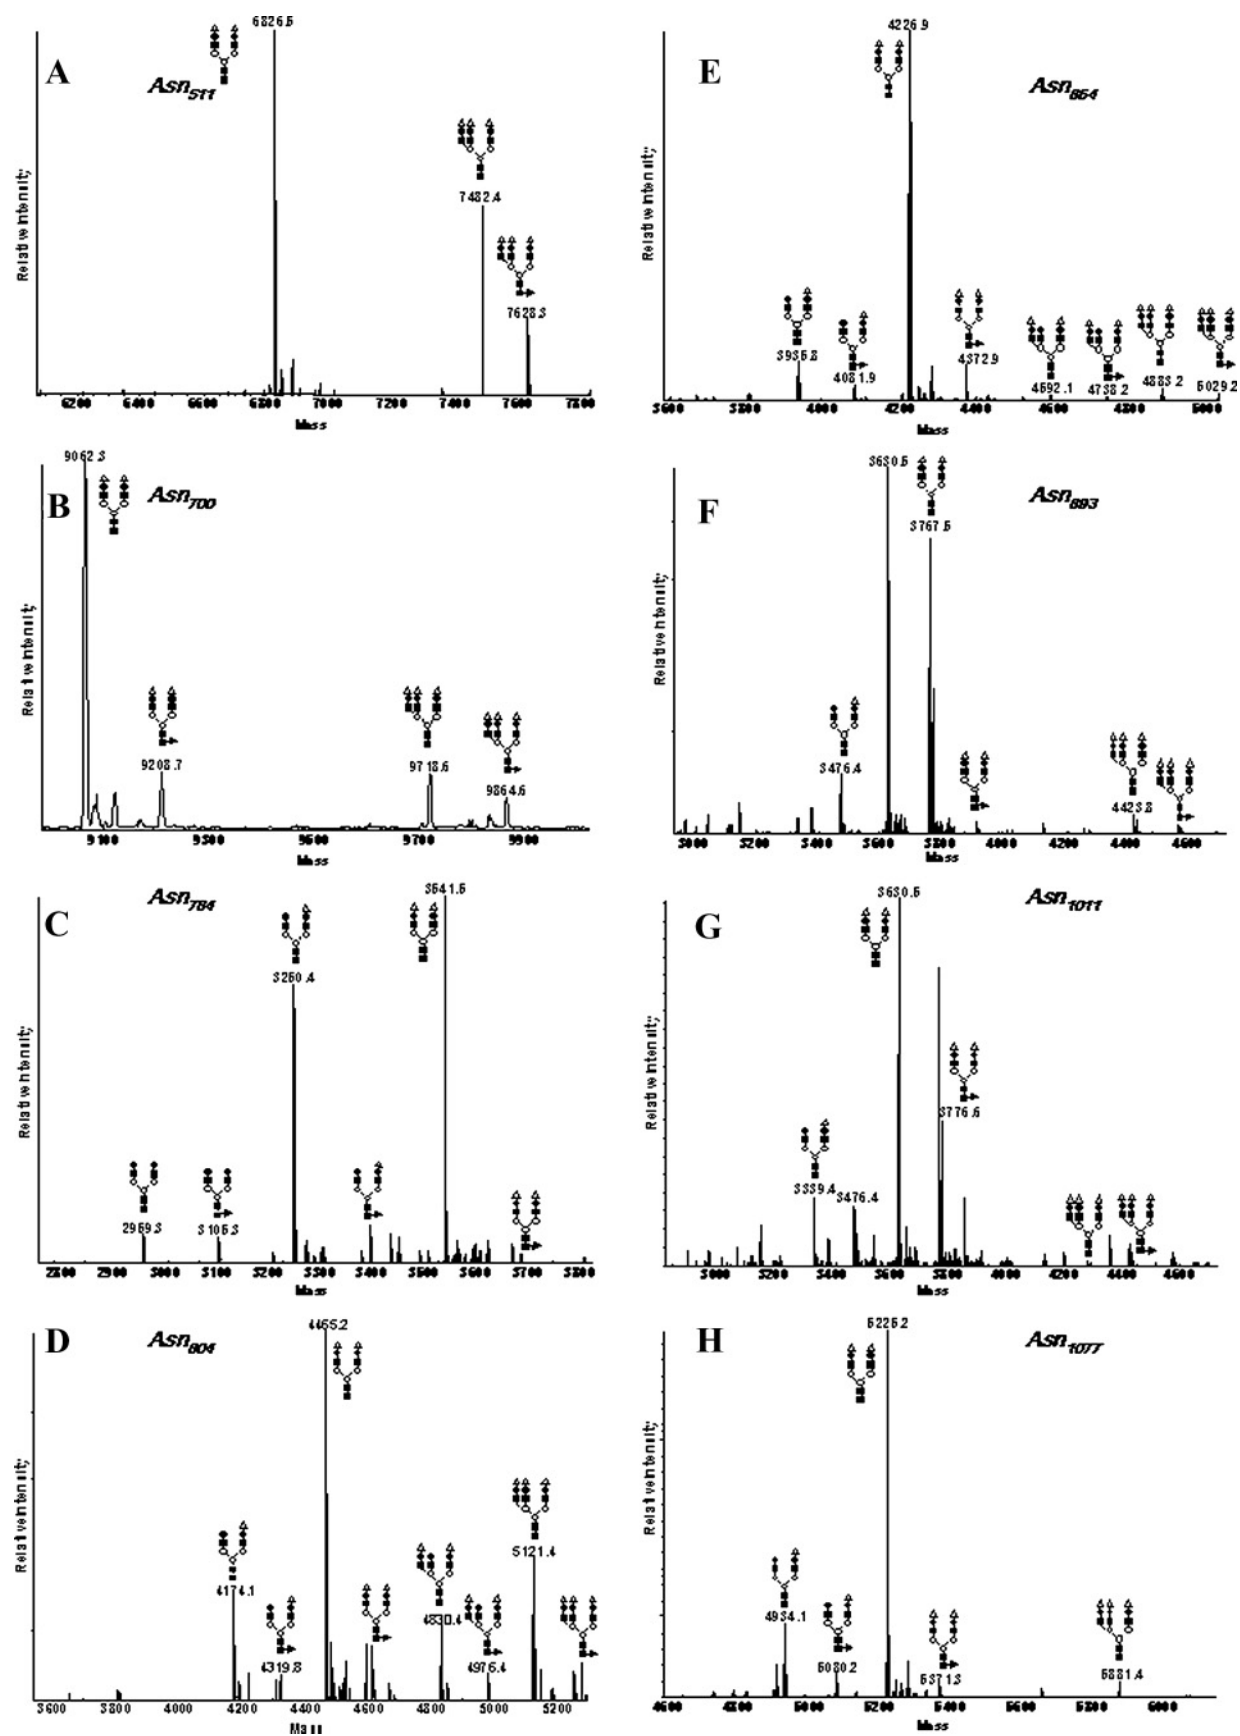 A
Asn511
6826.5
7482.4
7628.3
Relative Intensity
6200 6400 6600 6800 7000 7200 7400 7600 7800
Mass
B
Asn700
9062.3
9208.7
9718.6
9864.6
Relative Intensity
9100 9300 9500 9700 9900
Mass
C
Asn784
3541.5
3250.4
2959.3
3105.3
Relative Intensity
2800 2900 3000 3100 3200 3300 3400 3500 3600 3700 3800
Mass
D
Asn804
4465.2
4174.1
4319.8
4830.4
4976.4
5121.4
Relative Intensity
3600 3800 4000 4200 4400 4600 4800 5000 5200
Mass
E
Asn864
4226.9
3935.8
4081.9
4372.9
4592.1
4738.2
4883.2
5029.2
Relative Intensity
3600 3800 4000 4200 4400 4600 4800 5000
Mass
F
Asn893
3630.5
3767.5
3476.4
4423.8
Relative Intensity
3000 3200 3400 3600 3800 4000 4200 4400 4600
Mass
G
Asn1011
3630.5
3776.6
3339.4
3476.4
Relative Intensity
3000 3200 3400 3600 3800 4000 4200 4400 4600
Mass
H
Asn1077
5225.2
4934.1
5080.2
5371.3
5881.4
Relative Intensity
4600 4800 5000 5200 5400 5600 5800 6000
Mass